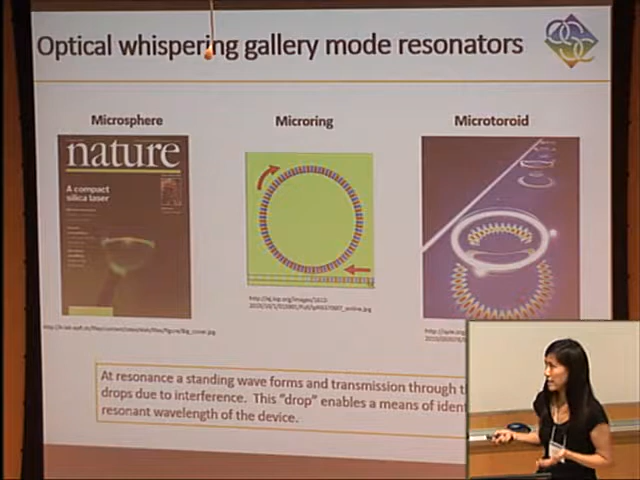 Optical whispering gallery mode resonators
Microsphere
Microring
Microtoroid
nature
A compact
silica laser
At resonance a standing wave forms and transmission through
drops due to interference. This "drop" enables a means of
resonant wavelength of the device.